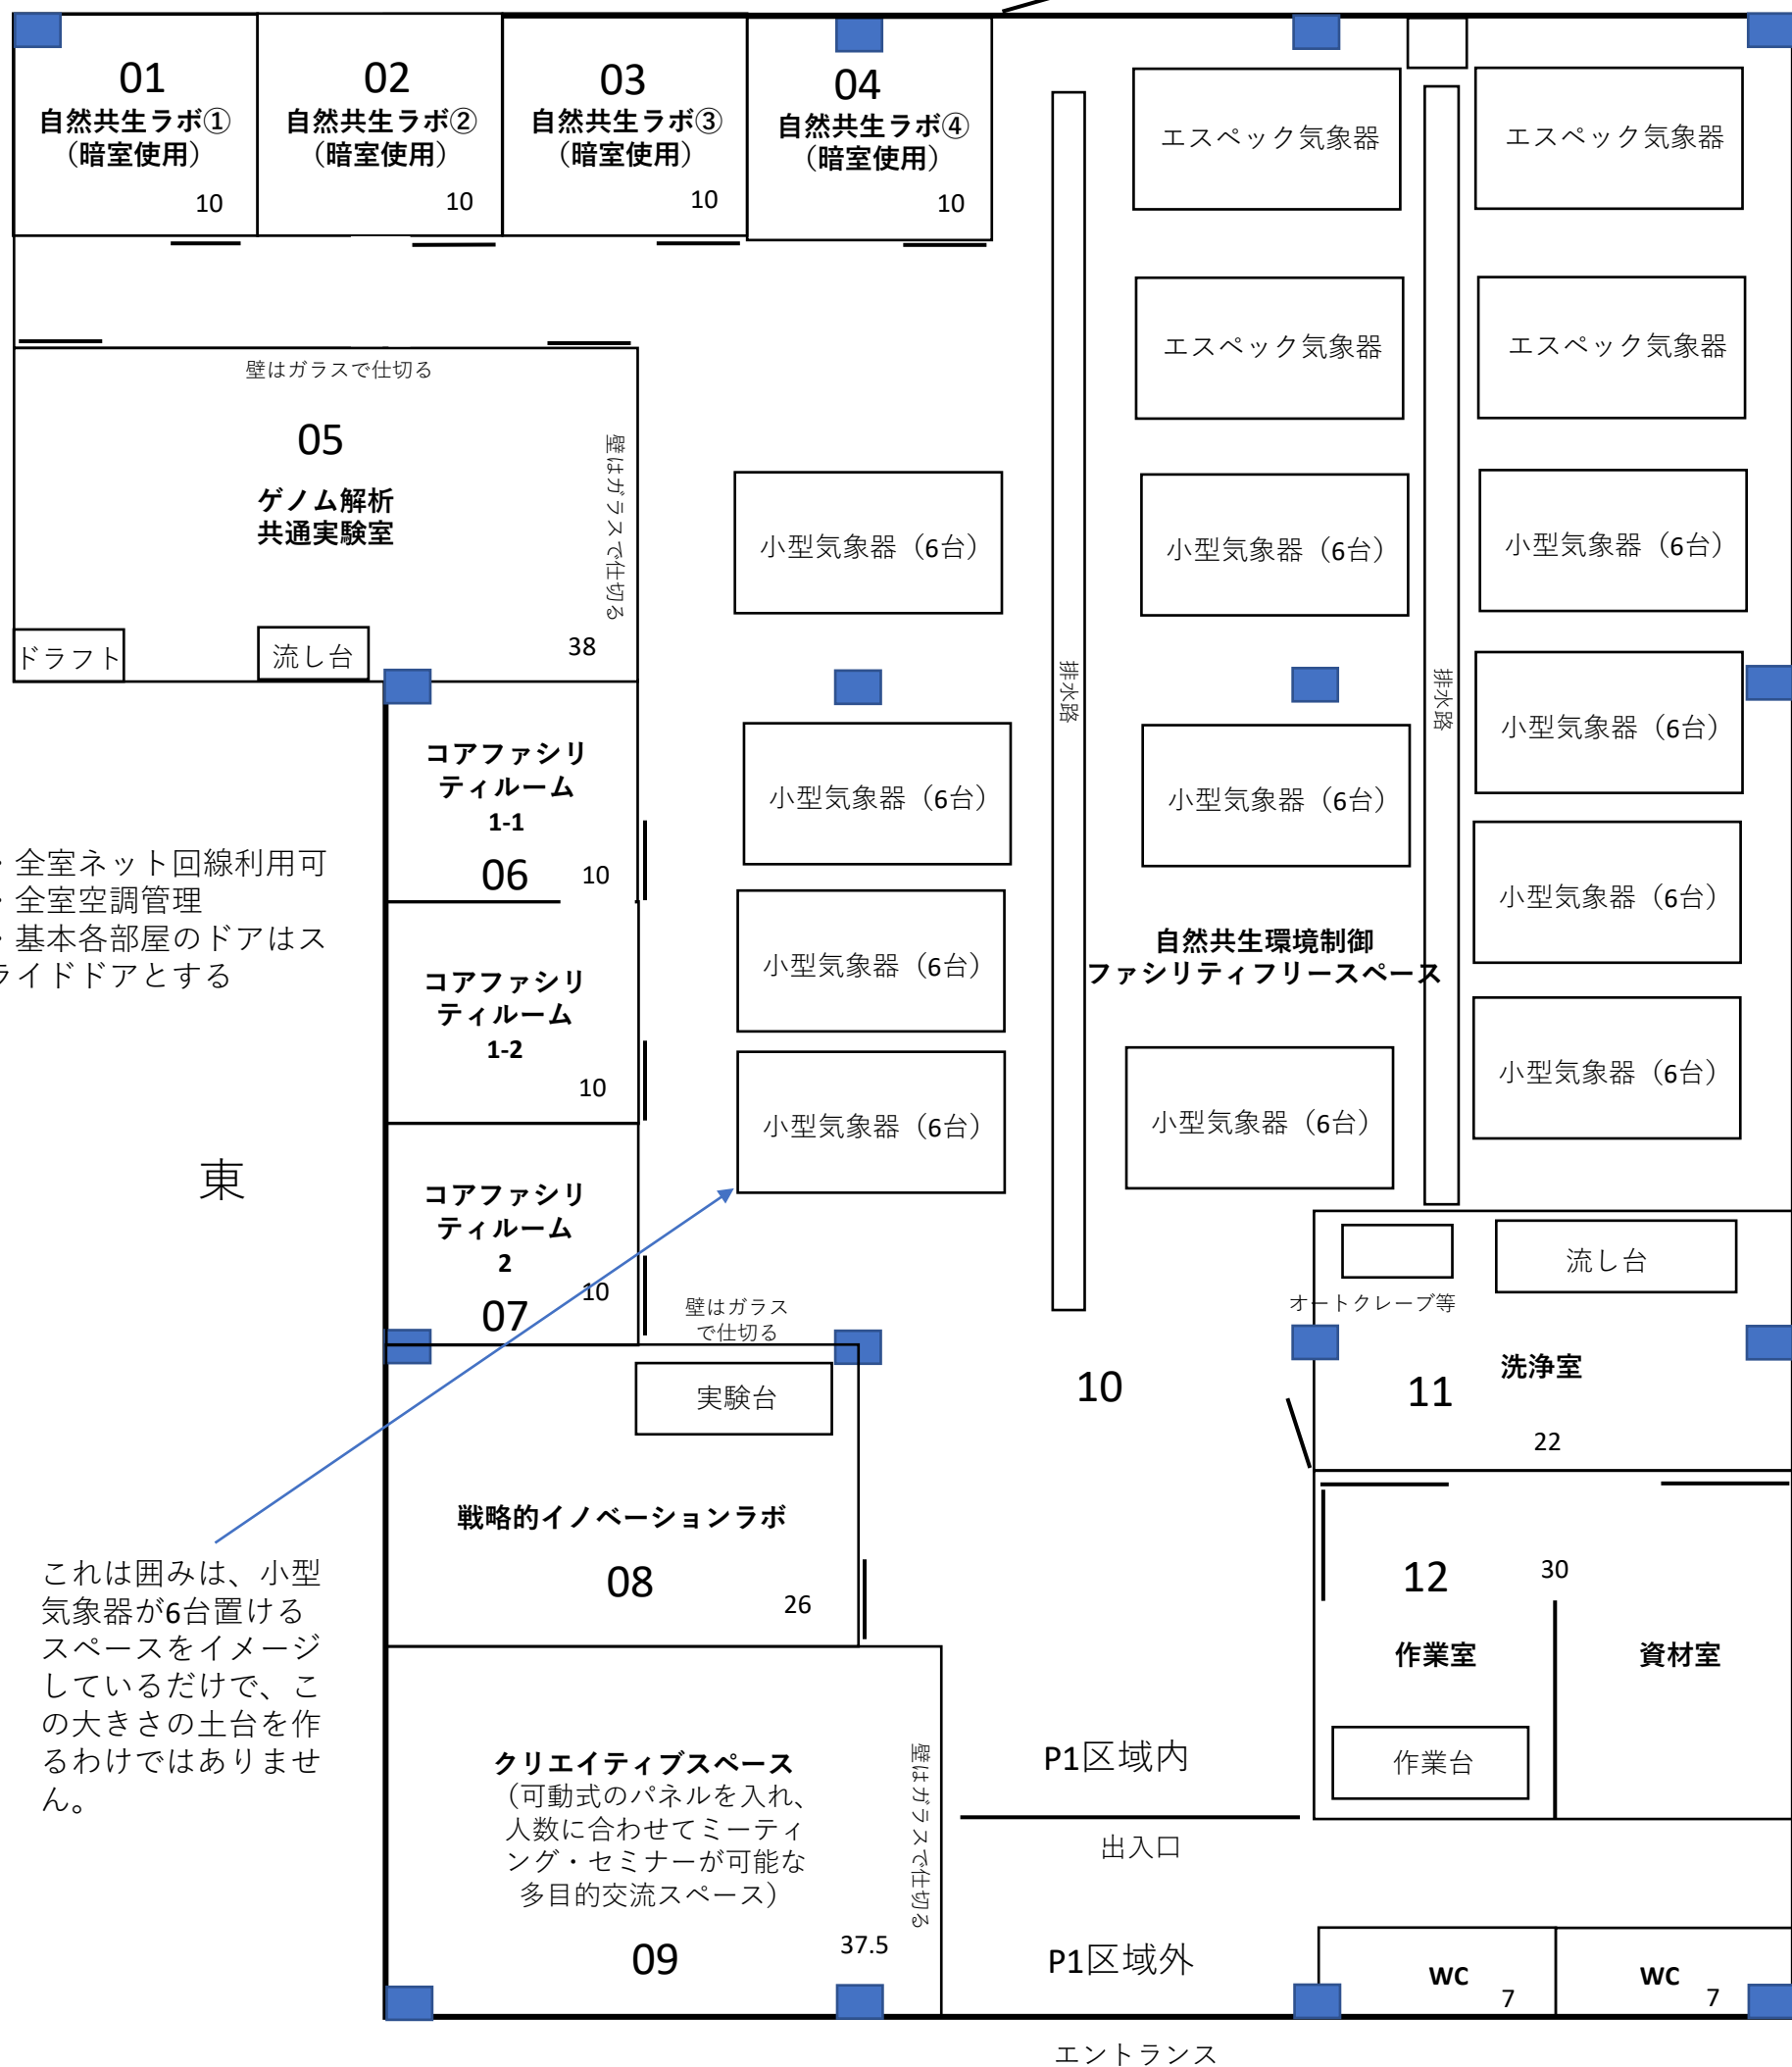 01
自然共生ラボ①
（暗室使用）
10
02
自然共生ラボ②
（暗室使用）
10
03
自然共生ラボ③
（暗室使用）
10
04
自然共生ラボ④
（暗室使用）
10
エスペック気象器
エスペック気象器
エスペック気象器
エスペック気象器
壁はガラスで仕切る
05
ゲノム解析
共通実験室
壁はガラスで仕切る
38
ドラフト
流し台
小型気象器（6台）
小型気象器（6台）
小型気象器（6台）
排水路
排水路
小型気象器（6台）
小型気象器（6台）
小型気象器（6台）
小型気象器（6台）
小型気象器（6台）
小型気象器（6台）
小型気象器（6台）
小型気象器（6台）
小型気象器（6台）
自然共生環境制御
ファシリティフリースペース
コアファシリ
ティルーム
1-1
06
10
コアファシリ
ティルーム
1-2
10
コアファシリ
ティルーム
2
07
10
・全室ネット回線利用可
・全室空調管理
・基本各部屋のドアはス
ライドドアとする
東
壁はガラス
で仕切る
実験台
戦略的イノベーションラボ
08
26
10
流し台
オートクレーブ等
洗浄室
11
22
12
30
作業室
資材室
作業台
これは囲みは、小型
気象器が6台置ける
スペースをイメージ
しているだけで、こ
の大きさの土台を作
るわけではありませ
ん。
クリエイティブスペース
（可動式のパネルを入れ、
人数に合わせてミーティ
ング・セミナーが可能な
多目的交流スペース）
09
37.5
壁はガラスで仕切る
P1区域内
出入口
P1区域外
WC
7
WC
7
エントランス